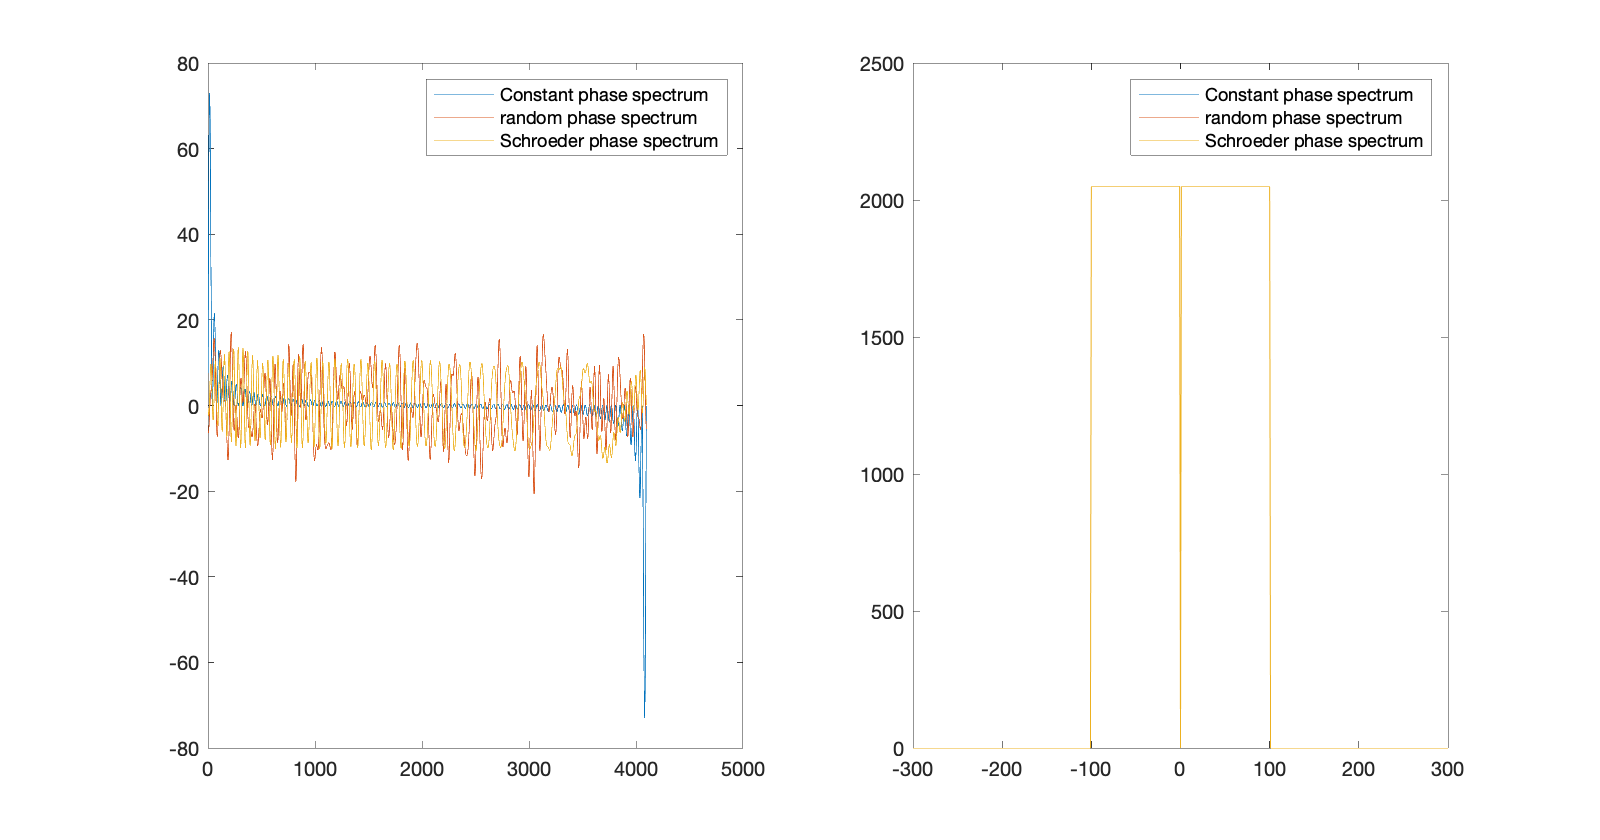 80
60
40
20
0
-20
-40
-60
-80
0 1000 2000 3000 4000 5000
Constant phase spectrum
random phase spectrum
Schroeder phase spectrum
2500
2000
1500
1000
500
0
-300 -200 -100 0 100 200 300
Constant phase spectrum
random phase spectrum
Schroeder phase spectrum